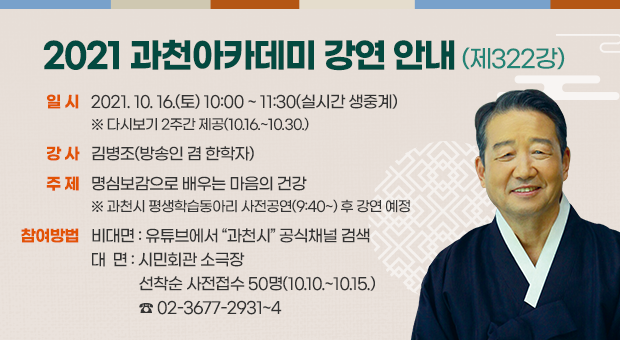 2021 과천아카데미 강연 안내 (제322강)
일 시 2021. 10. 16.(토) 10:00 ~ 11:30(실시간 생중계)
※ 다시보기 2주간 제공(10.16.~10.30.)
강 사 김병조(방송인 겸 한학자)
주 제 명심보감으로 배우는 마음의 건강
※ 과천시 평생학습동아리 사전공연(9:40~) 후 강연 예정
참여방법 비대면 : 유튜브에서 “과천시” 공식채널 검색
대 면 : 시민회관 소극장
선착순 사전접수 50명(10.10.~10.15.)
☎ 02-3677-2931~4